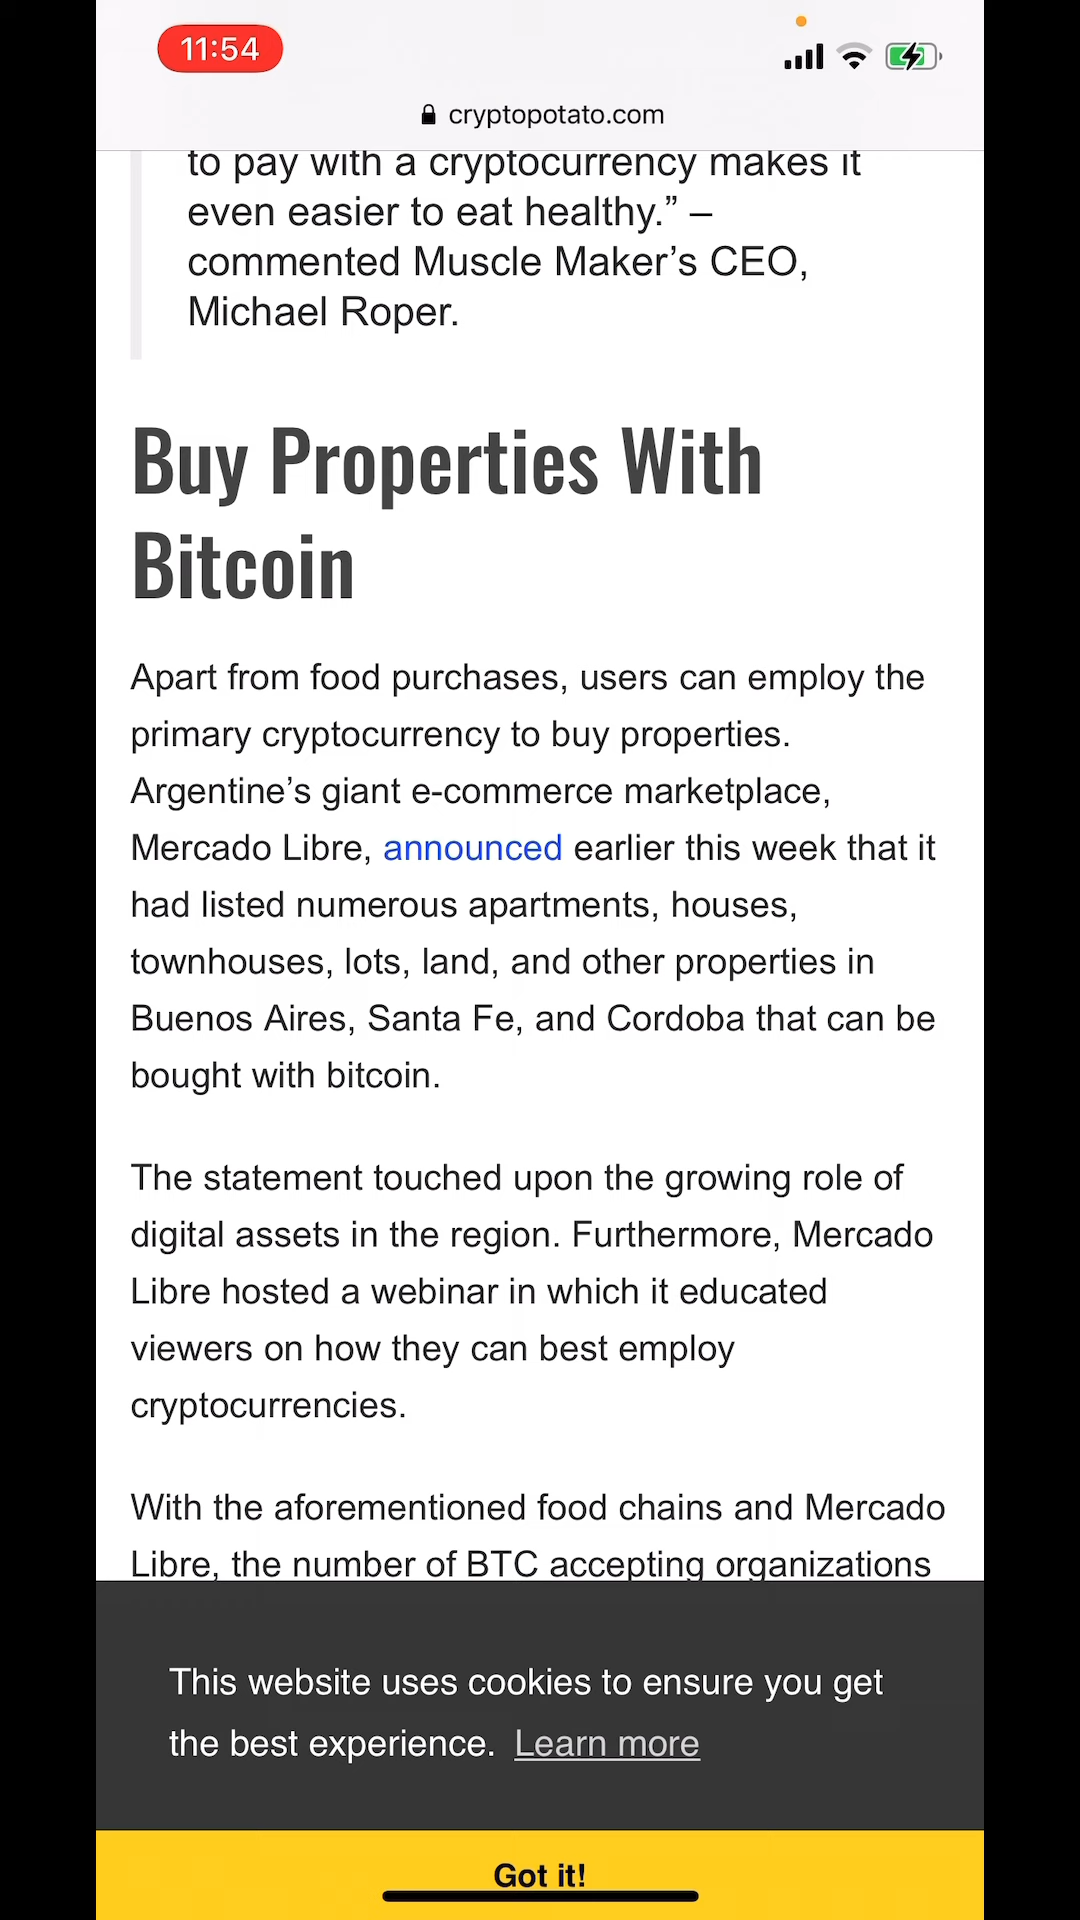 11:54
cryptopotato.com
to pay with a cryptocurrency makes it
even easier to eat healthy.” –
commented Muscle Maker’s CEO,
Michael Roper.
Buy Properties With
Bitcoin
Apart from food purchases, users can employ the
primary cryptocurrency to buy properties.
Argentine’s giant e-commerce marketplace,
Mercado Libre, announced earlier this week that it
had listed numerous apartments, houses,
townhouses, lots, land, and other properties in
Buenos Aires, Santa Fe, and Cordoba that can be
bought with bitcoin.
The statement touched upon the growing role of
digital assets in the region. Furthermore, Mercado
Libre hosted a webinar in which it educated
viewers on how they can best employ
cryptocurrencies.
With the aforementioned food chains and Mercado
Libre, the number of BTC accepting organizations
This website uses cookies to ensure you get
the best experience. Learn more
Got it!